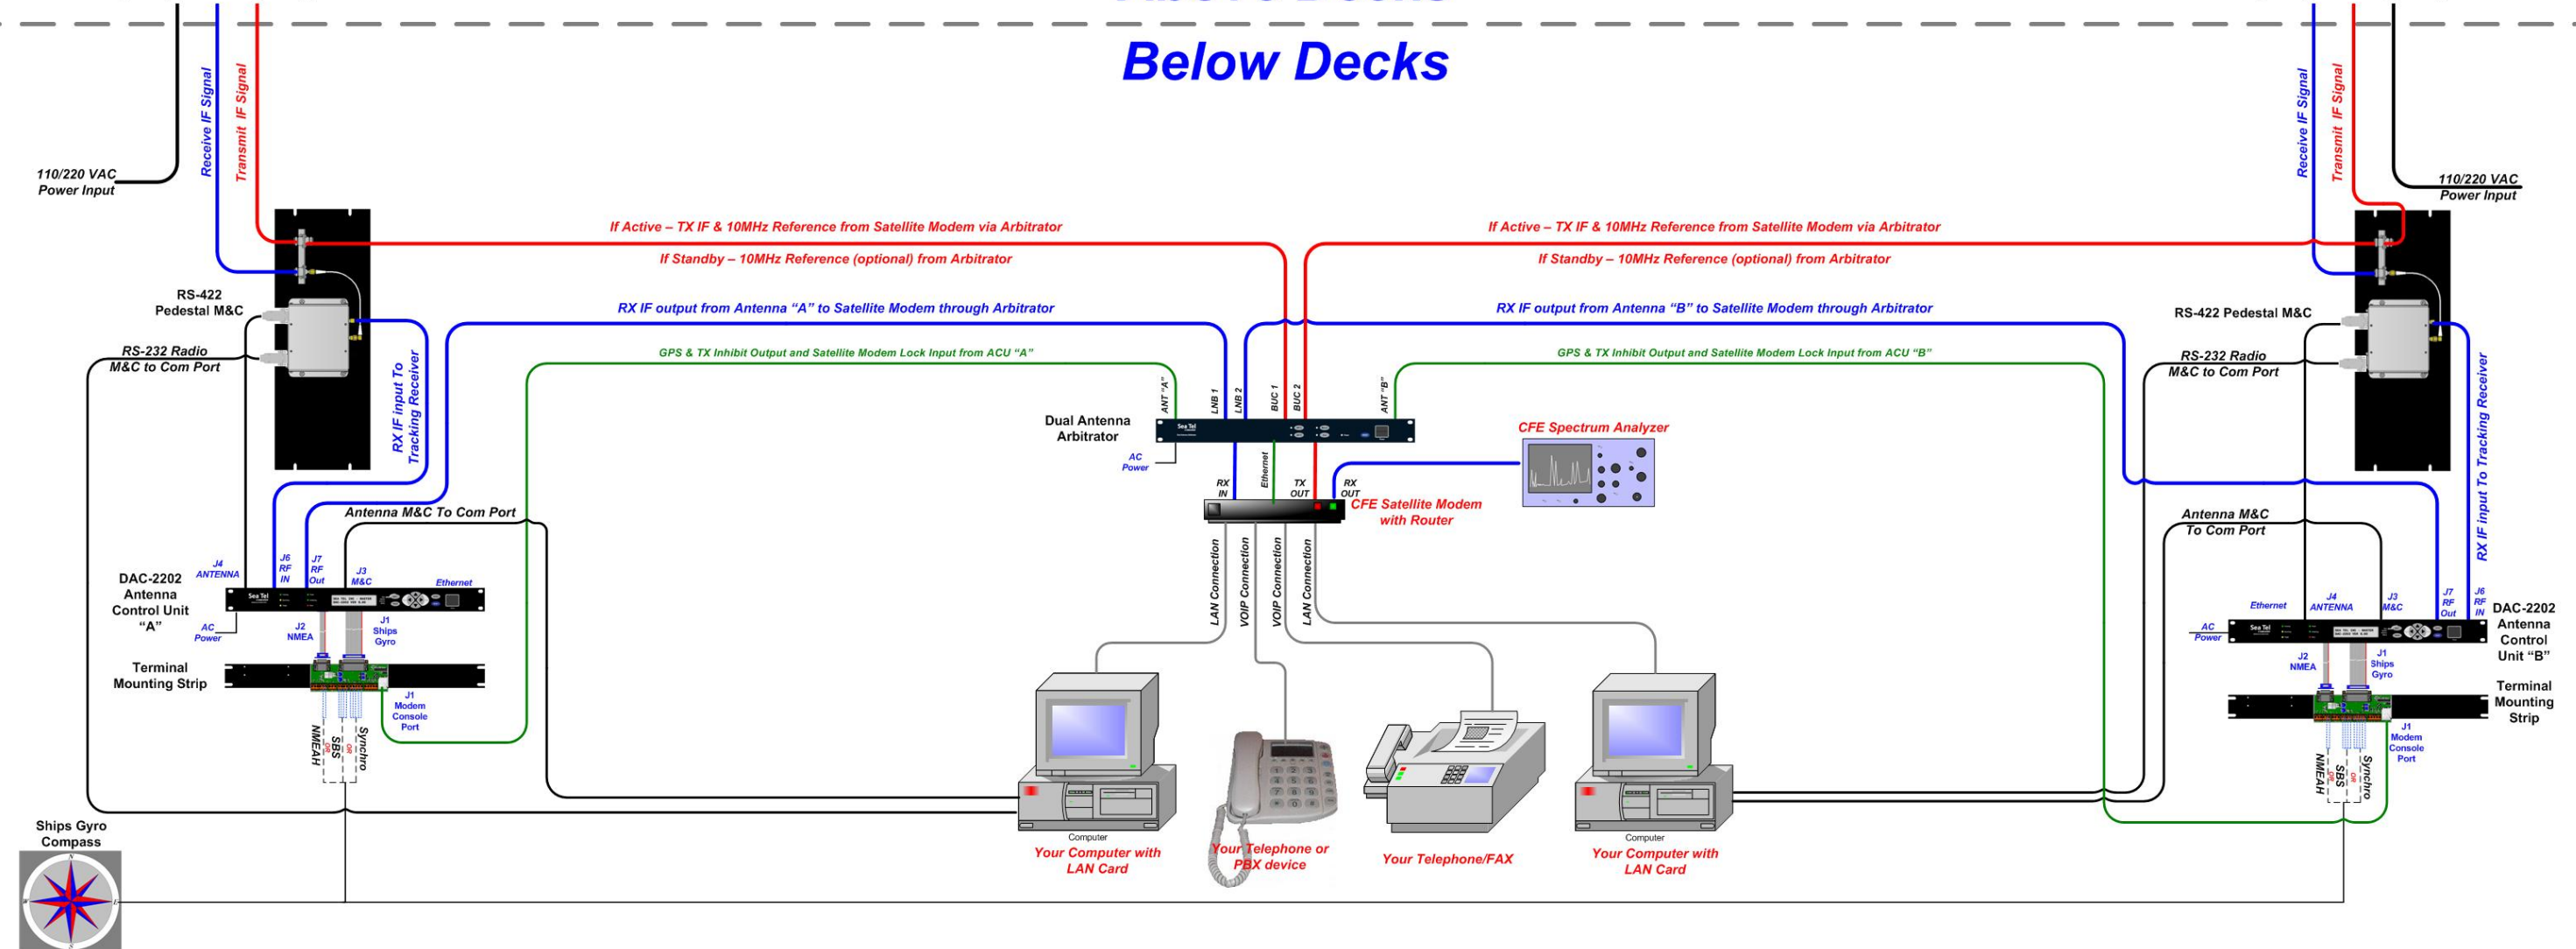 Below Decks
Receive IF Signal
Transmit IF Signal
110/220 VAC
Power Input
RS-422
Pedestal M&C
RS-232 Radio
M&C to Com Port
RX IF input To
Tracking Receiver
If Active – TX IF & 10MHz Reference from Satellite Modem via Arbitrator
If Standby – 10MHz Reference (optional) from Arbitrator
RX IF output from Antenna “A” to Satellite Modem through Arbitrator
GPS & TX Inhibit Output and Satellite Modem Lock Input from ACU “A”
If Active – TX IF & 10MHz Reference from Satellite Modem via Arbitrator
If Standby – 10MHz Reference (optional) from Arbitrator
RX IF output from Antenna “B” to Satellite Modem through Arbitrator
GPS & TX Inhibit Output and Satellite Modem Lock Input from ACU “B”
Receive IF Signal
Transmit IF Signal
110/220 VAC
Power Input
RS-422 Pedestal M&C
RS-232 Radio
M&C to Com Port
RX IF input To Tracking Receiver
ANT “A”
LNB 1
LNB 2
BUC 1
BUC 2
ANT “B”
Dual Antenna
Arbitrator
Sea Tel
AC
Power
RX
IN
Ethernet
TX
OUT
RX
OUT
CFE Spectrum Analyzer
CFE Satellite Modem
with Router
LAN Connection
VOIP Connection
VOIP Connection
LAN Connection
Antenna M&C To Com Port
J4
ANTENNA
J6
RF
IN
J7
RF
Out
J3
M&C
Ethernet
DAC-2202
Antenna
Control Unit
“A”
Sea Tel
AC
Power
J2
NMEA
J1
Ships
Gyro
Terminal
Mounting Strip
J1
Modem
Console
Port
NMEAH
OR
SBS
OR
Synchro
Antenna M&C
To Com Port
Ethernet
J4
ANTENNA
J3
M&C
J7
RF
Out
J6
RF
IN
DAC-2202
Antenna
Control
Unit “B”
Sea Tel
AC
Power
J2
NMEA
J1
Ships
Gyro
Terminal
Mounting
Strip
J1
Modem
Console
Port
NMEAH
OR
SBS
OR
Synchro
Ships Gyro
Compass
N
Computer
Your Computer with
LAN Card
Your Telephone or
PBX device
Your Telephone/FAX
Computer
Your Computer with
LAN Card